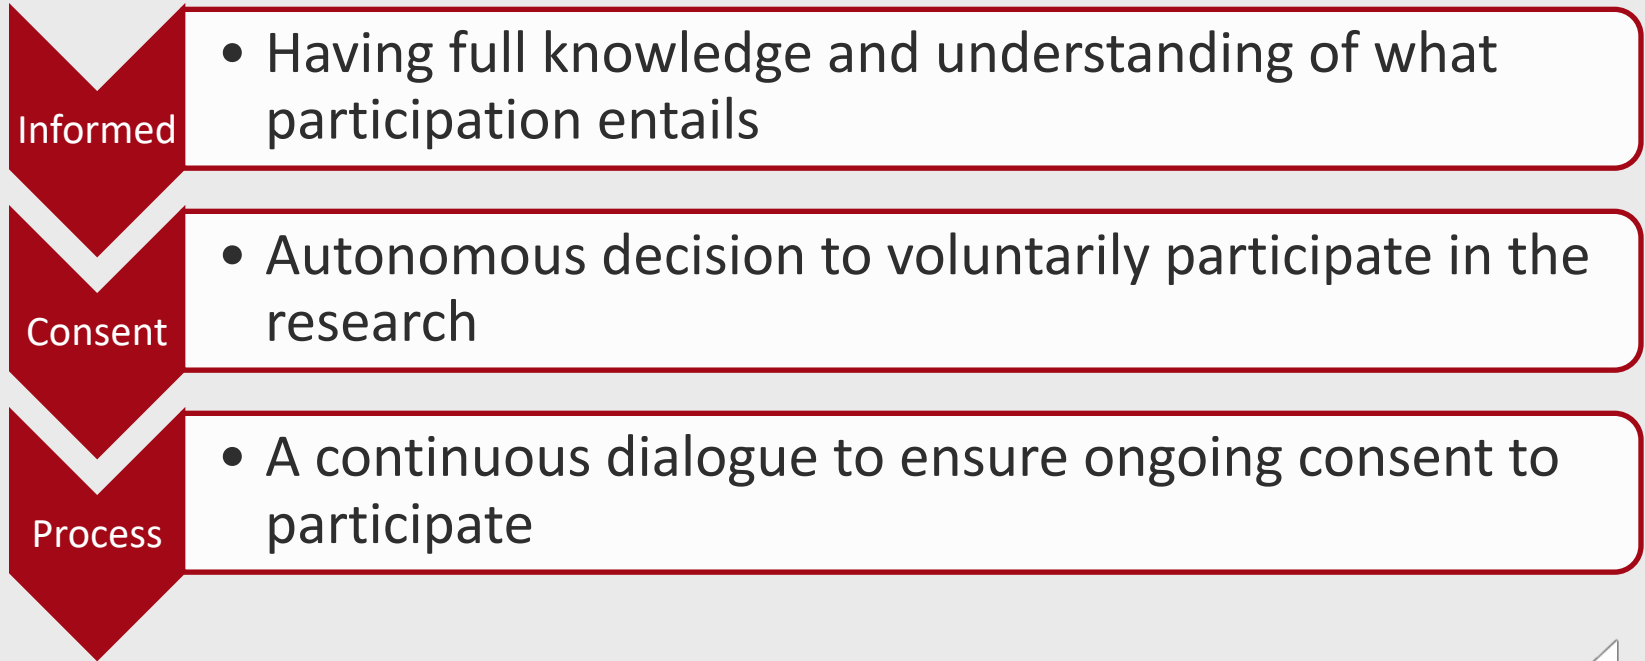 Informed
• Having full knowledge and understanding of what
participation entails
Consent
• Autonomous decision to voluntarily participate in the
research
Process
• A continuous dialogue to ensure ongoing consent to
participate